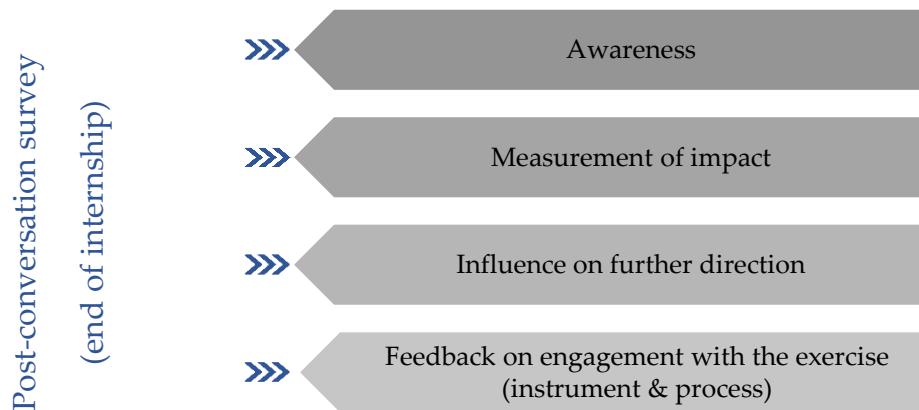 Post-conversation survey
(end of internship)
Awareness
Measurement of impact
Influence on further direction
Feedback on engagement with the exercise
(instrument & process)